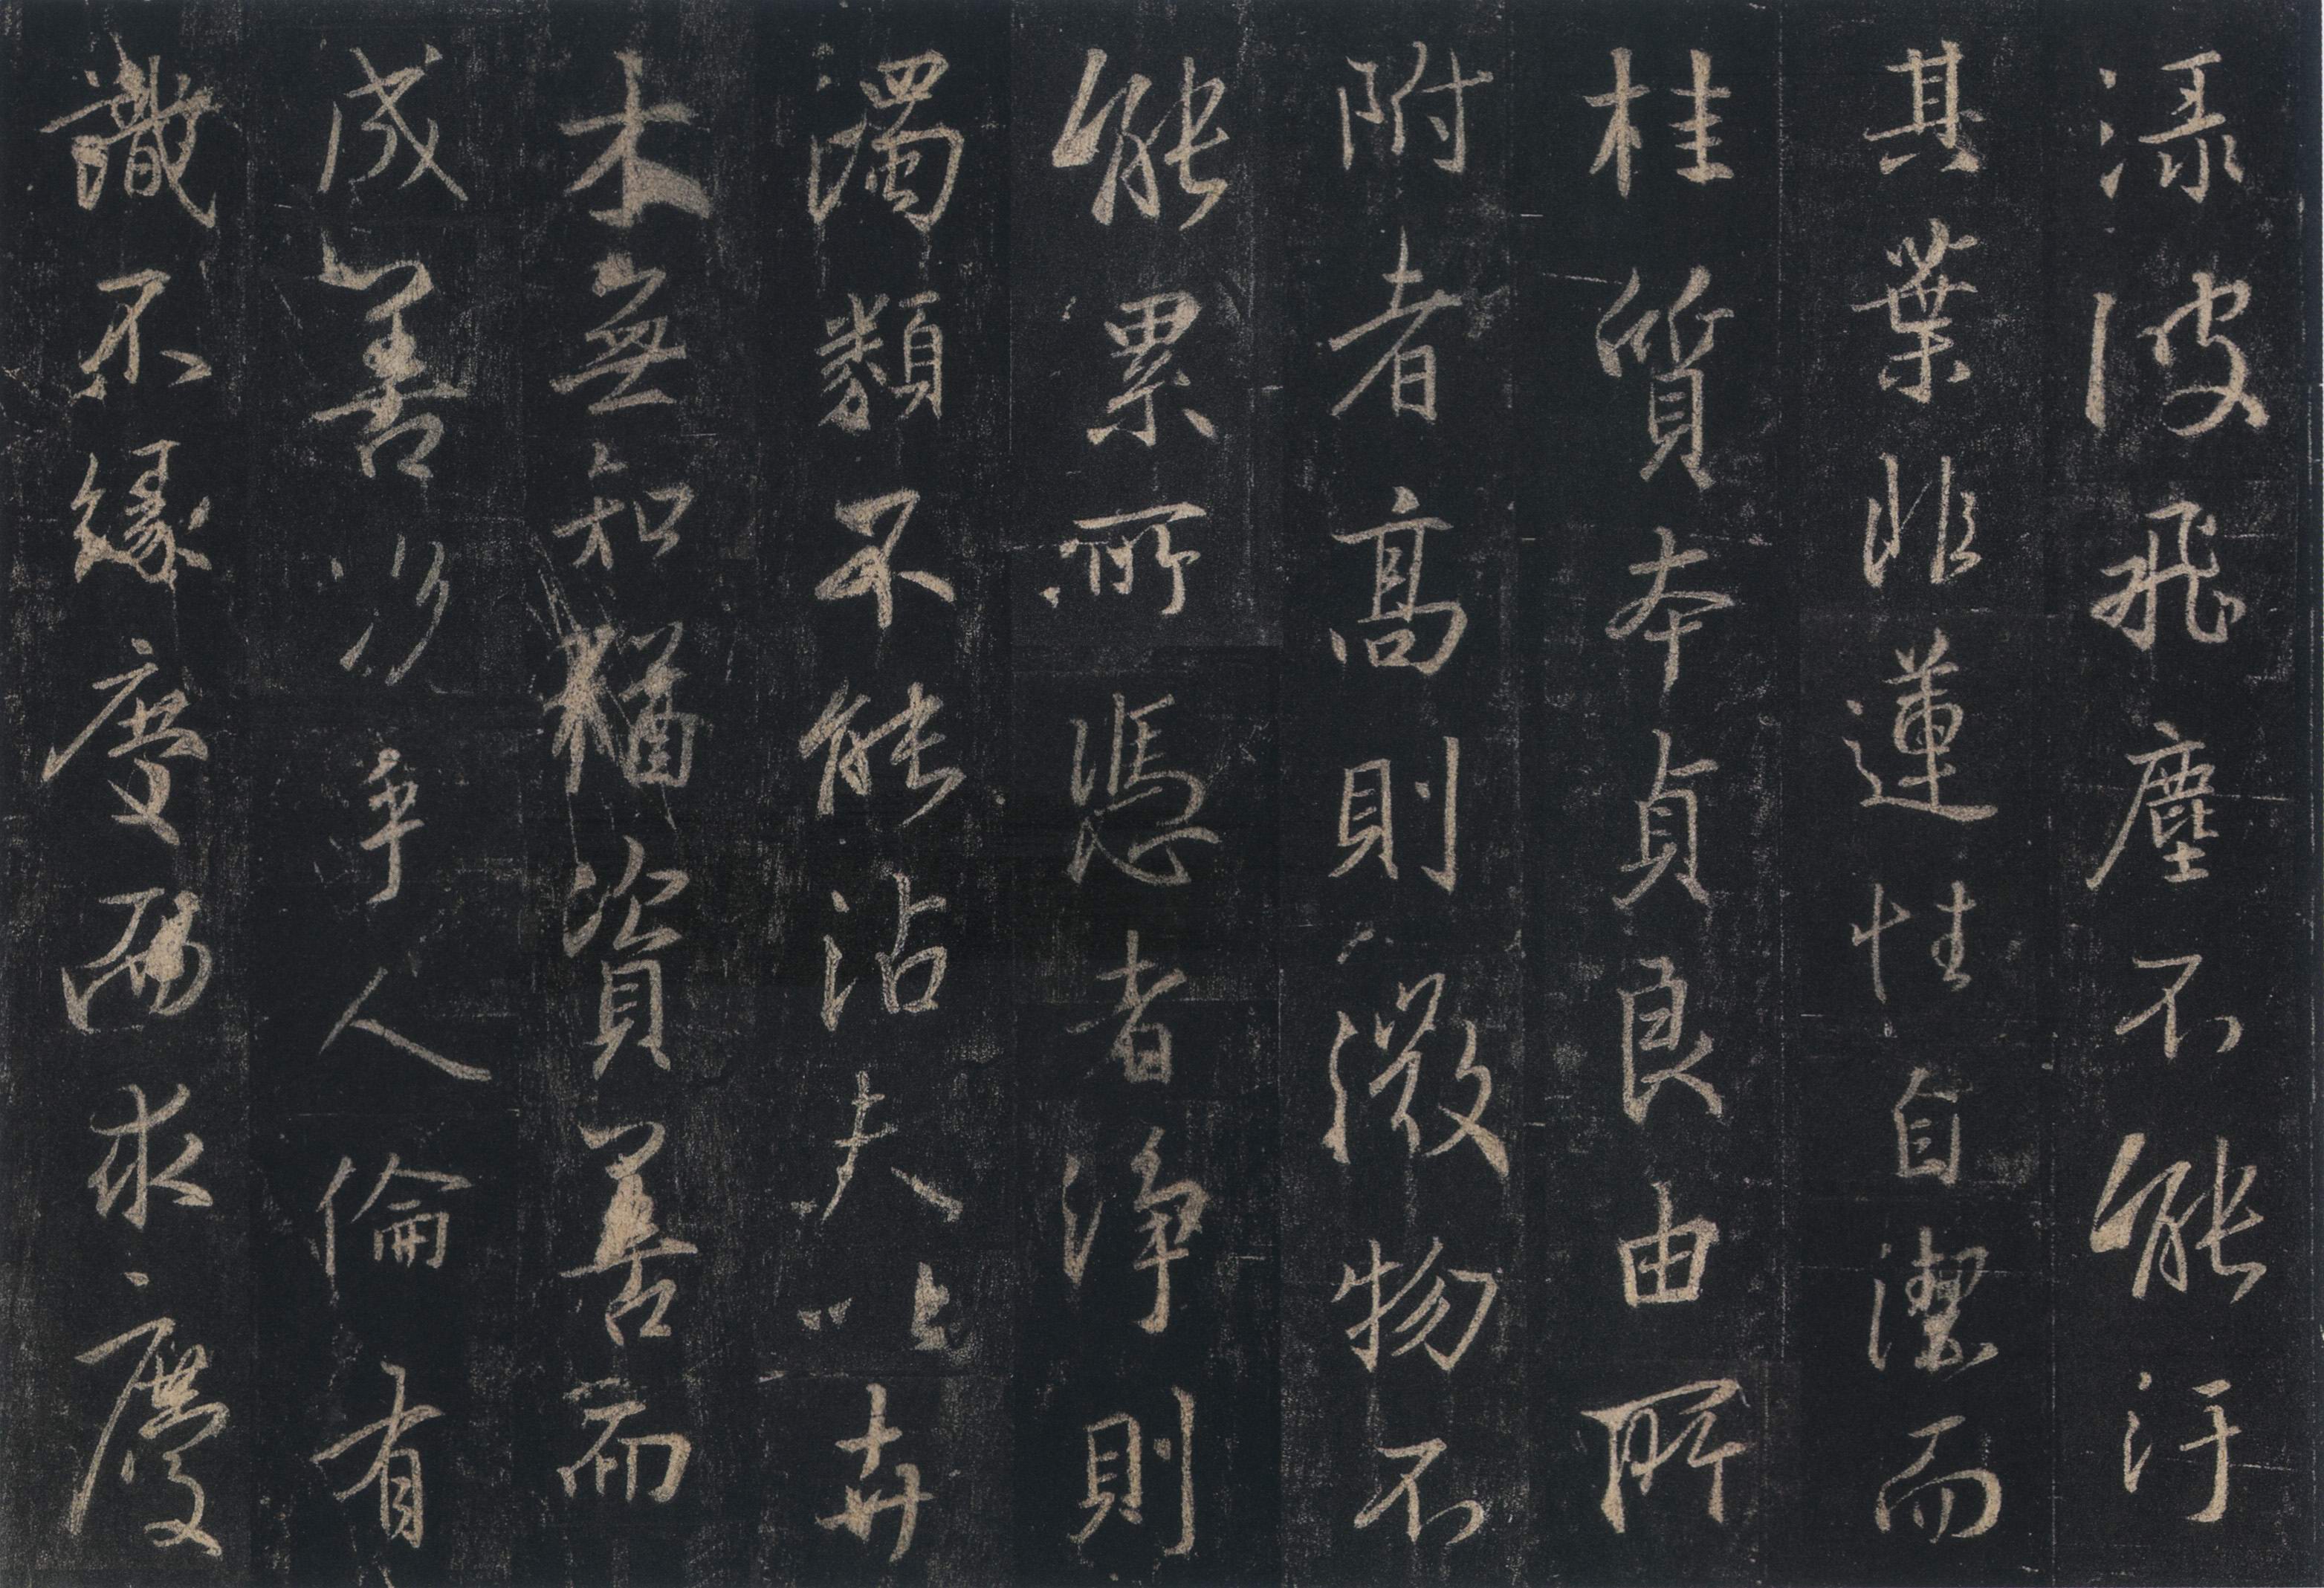 渌波飛塵不能汙
其葉非蓮性自潔而
桂質本貞良由所
附者高則微物不
能累所憑者淨則
濁類不能沾夫以卉
木無知猶資善而
成善況乎人倫有
識不緣慶而求慶